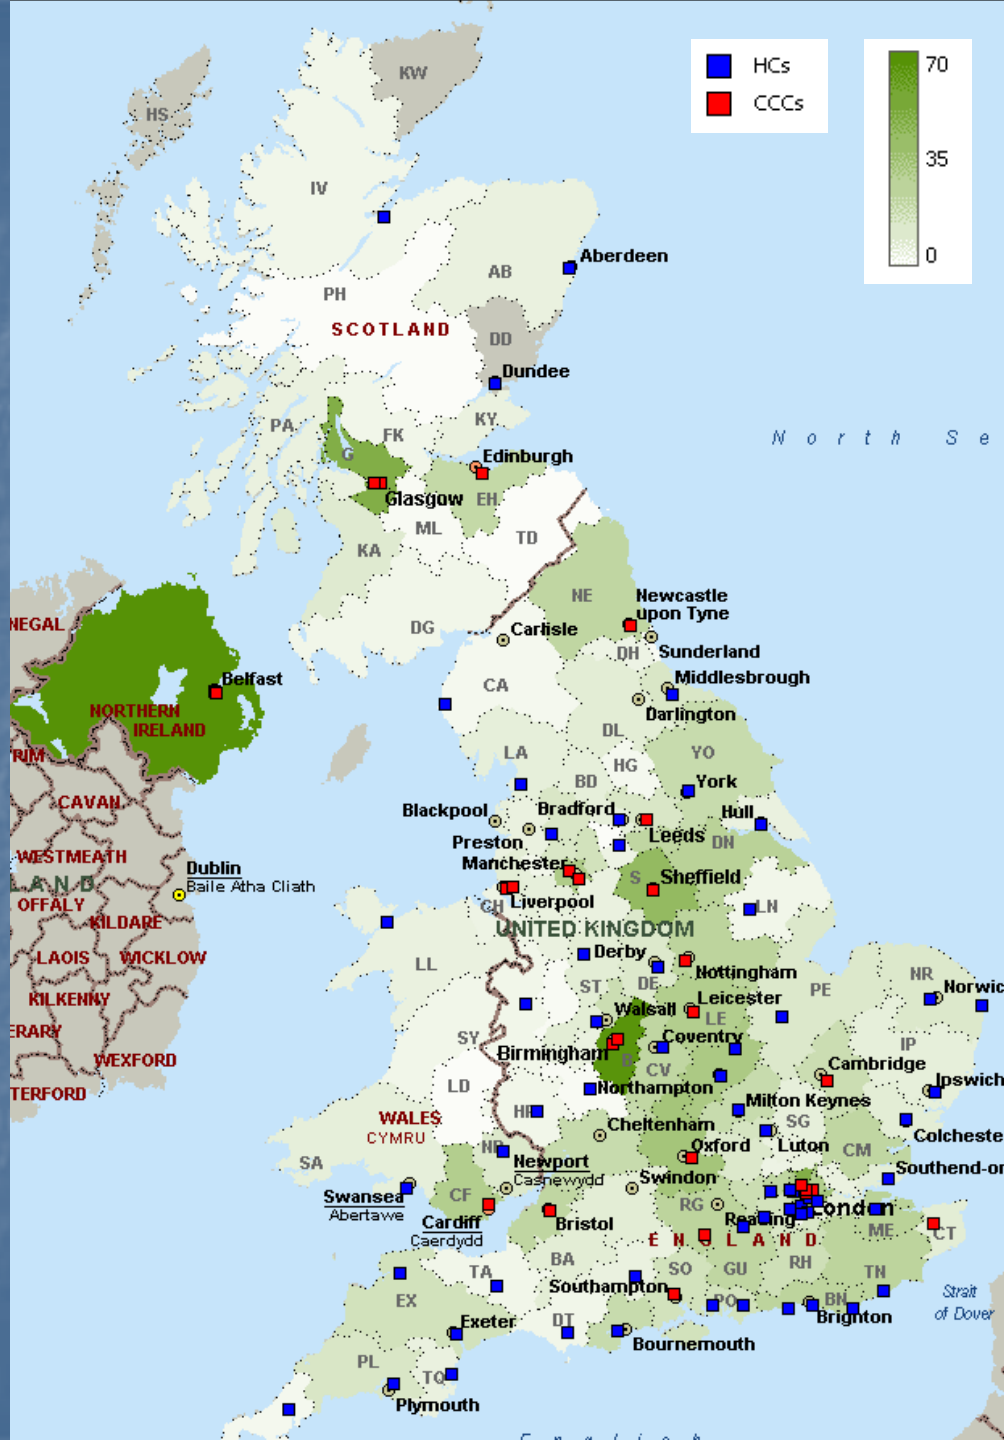 HCs
CCCs
70
35
0
KW
HS
IV
Aberdeen
AB
PH
SCOTLAND
DD
Dundee
KY
PA
FK
North Se
G
Edinburgh
Glasgow
EH
ML
TD
KA
NE
Newcastle
upon Tyne
NEGAL
DG
Carlisle
DH
Sunderland
Belfast
CA
Middlesbrough
NORTHERN
IRELAND
Darlington
DL
RIM
LA
YO
HG
BD
York
CAVAN
Blackpool
Bradford
Hull
Preston
Leeds
DN
WESTMEATH
Manchester
Dublin
Baile Atha Cliath
LAND
S
Sheffield
OFFALY
CH
Liverpool
LN
KILDARE
UNITED KINGDOM
LAOIS
WICKLOW
LL
Derby
Nottingham
ST
DE
PE
NR
Norwic
KILKENNY
Walsall
Leicester
LE
ERARY
SY
Coventry
IP
WEXFORD
Birmingham
B
CV
Cambridge
TERFORD
LD
Northampton
Ipswich
HR
Milton Keynes
WALES
CYMRU
Cheltenham
SG
Colcheste
NP
Oxford
Luton
CM
SA
Newport
Casnewydd
Southend-on
Swansea
Abertawe
CF
Swindon
RG
London
Cardiff
Caerdydd
Bristol
Reading
ME
CT
ENGLAND
BA
SO
GU
RH
TN
TA
Southampton
Strait
of Dover
EX
PO
BN
Brighton
Exeter
DT
Bournemouth
PL
TQ
Plymouth